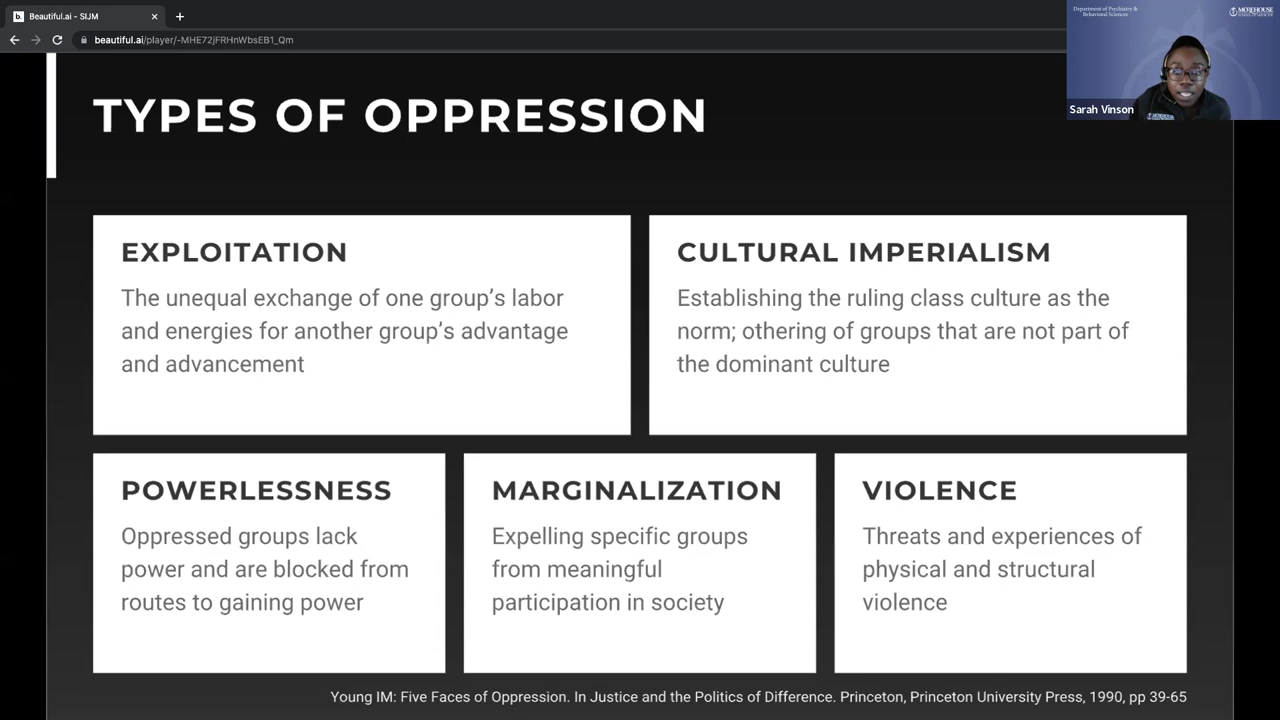 Beautiful.ai - SIJM
beautiful.ai/player/-MHE72jFRHnWbsEB1_Qm
Department of Psychiatry &
Behavioral Sciences
MOREHOUSE
SCHOOL OF MEDICINE
Sarah Vinson
TYPES OF OPPRESSION
EXPLOITATION
The unequal exchange of one group’s labor
and energies for another group’s advantage
and advancement
CULTURAL IMPERIALISM
Establishing the ruling class culture as the
norm; othering of groups that are not part of
the dominant culture
POWERLESSNESS
Oppressed groups lack
power and are blocked from
routes to gaining power
MARGINALIZATION
Expelling specific groups
from meaningful
participation in society
VIOLENCE
Threats and experiences of
physical and structural
violence
Young IM: Five Faces of Oppression. In Justice and the Politics of Difference. Princeton, Princeton University Press, 1990, pp 39-65